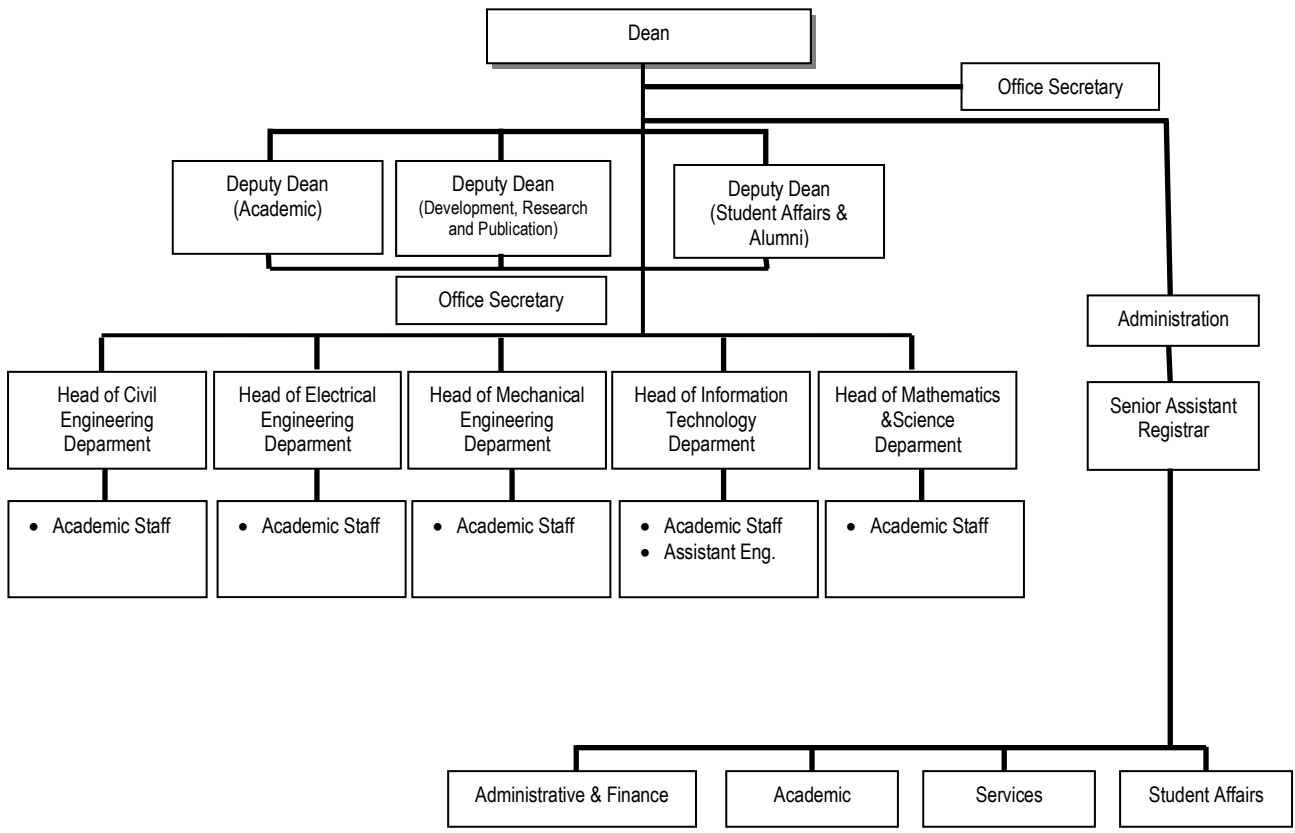 Dean
Office Secretary
Deputy Dean
(Academic)
Deputy Dean
(Development, Research
and Publication)
Deputy Dean
(Student Affairs &
Alumni)
Office Secretary
Administration
Head of Civil
Engineering
Deparment
Head of Electrical
Engineering
Deparment
Head of Mechanical
Engineering
Deparment
Head of Information
Technology
Deparment
Head of Mathematics
&Science
Deparment
Senior Assistant
Registrar
• Academic Staff
• Academic Staff
• Academic Staff
• Academic Staff
• Assistant Eng.
• Academic Staff
Administrative & Finance
Academic
Services
Student Affairs